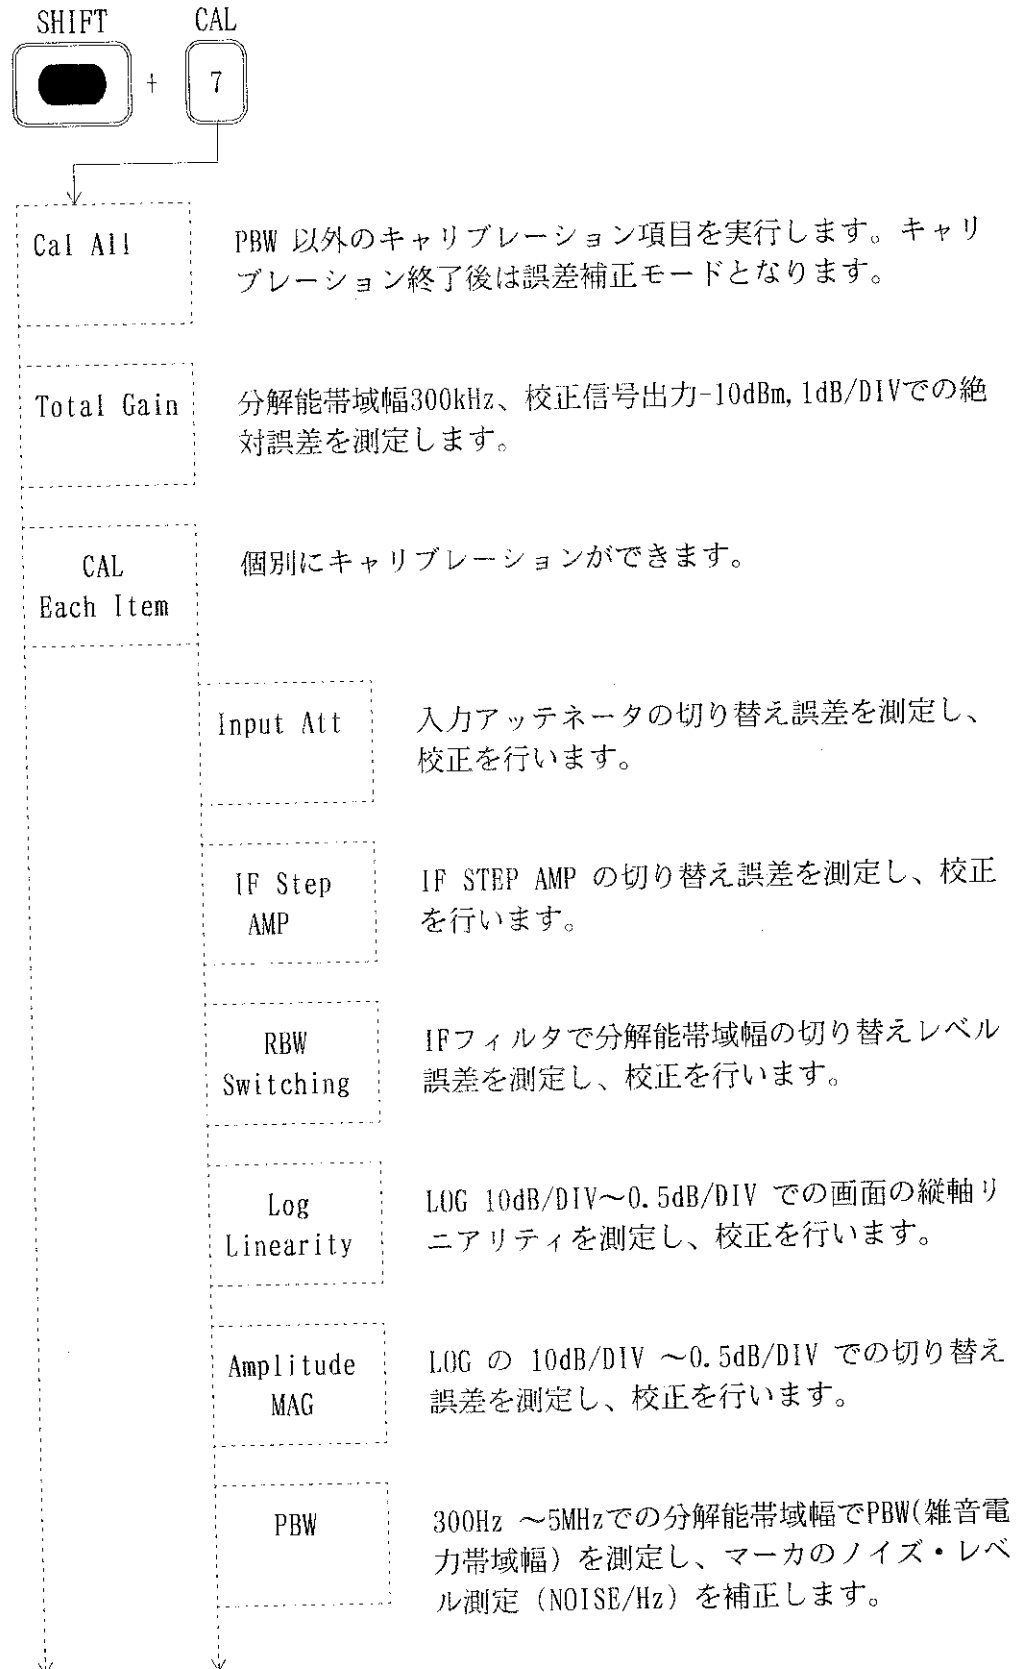 SHIFT CAL
+ 7
Cal All
PBW 以外のキャリブレーション項目を実行します。キャリ
ブレーション終了後は誤差補正モードとなります。
Total Gain
分解能帯域幅300kHz、校正信号出力-10dBm,1dB/DIVでの絶
対誤差を測定します。
CAL
Each Item
個別にキャリブレーションができます。
Input Att
入力アッテネータの切り替え誤差を測定し、
校正を行います。
IF Step
AMP
IF STEP AMP の切り替え誤差を測定し、校正
を行います。
RBW
Switching
IFフィルタで分解能帯域幅の切り替えレベル
誤差を測定し、校正を行います。
Log
Linearity
LOG 10dB/DIV～0.5dB/DIV での画面の縦軸リ
ニアリティを測定し、校正を行います。
Amplitude
MAG
LOG の 10dB/DIV ～0.5dB/DIV での切り替え
誤差を測定し、校正を行います。
PBW
300Hz ～5MHzでの分解能帯域幅でPBW(雑音電
力帯域幅）を測定し、マーカのノイズ・レベ
ル測定（NOISE/Hz）を補正します。